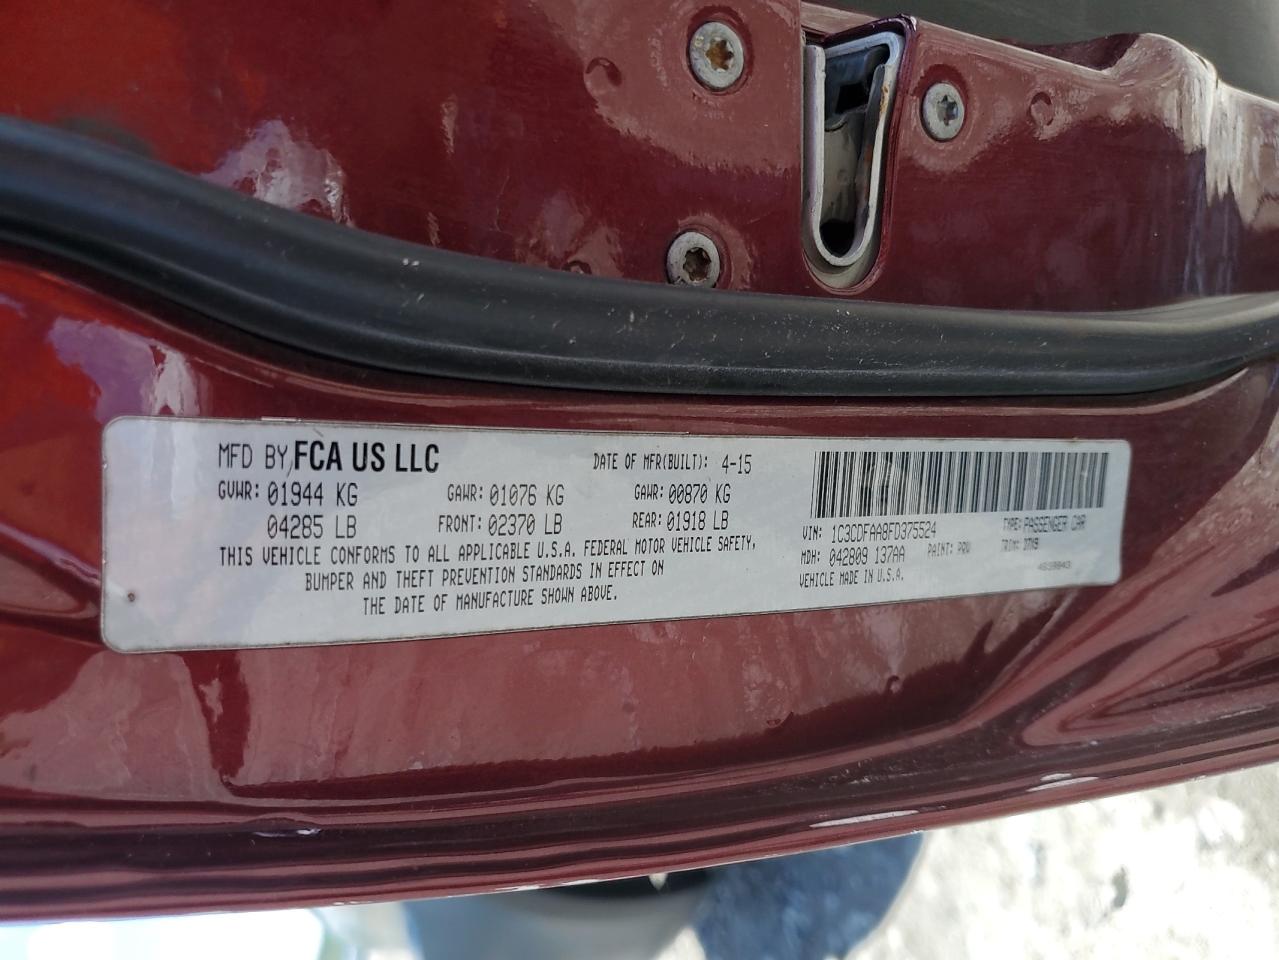 MFD BY FCA US LLC DATE OF MFR(BUILT): 4-15
GVWR: 01944 KG GAWR: 01076 KG GAWR: 00870 KG
04285 LB FRONT: 02370 LB REAR: 01918 LB
THIS VEHICLE CONFORMS TO ALL APPLICABLE U.S.A. FEDERAL MOTOR VEHICLE SAFETY,
BUMPER AND THEFT PREVENTION STANDARDS IN EFFECT ON
THE DATE OF MANUFACTURE SHOWN ABOVE.
VIN: 1C3CDFAA8FD375524 TYPE: PASSENGER CAR
MDH: 042809 137AA PAINT: PRV TRIM:
VEHICLE MADE IN U.S.A.